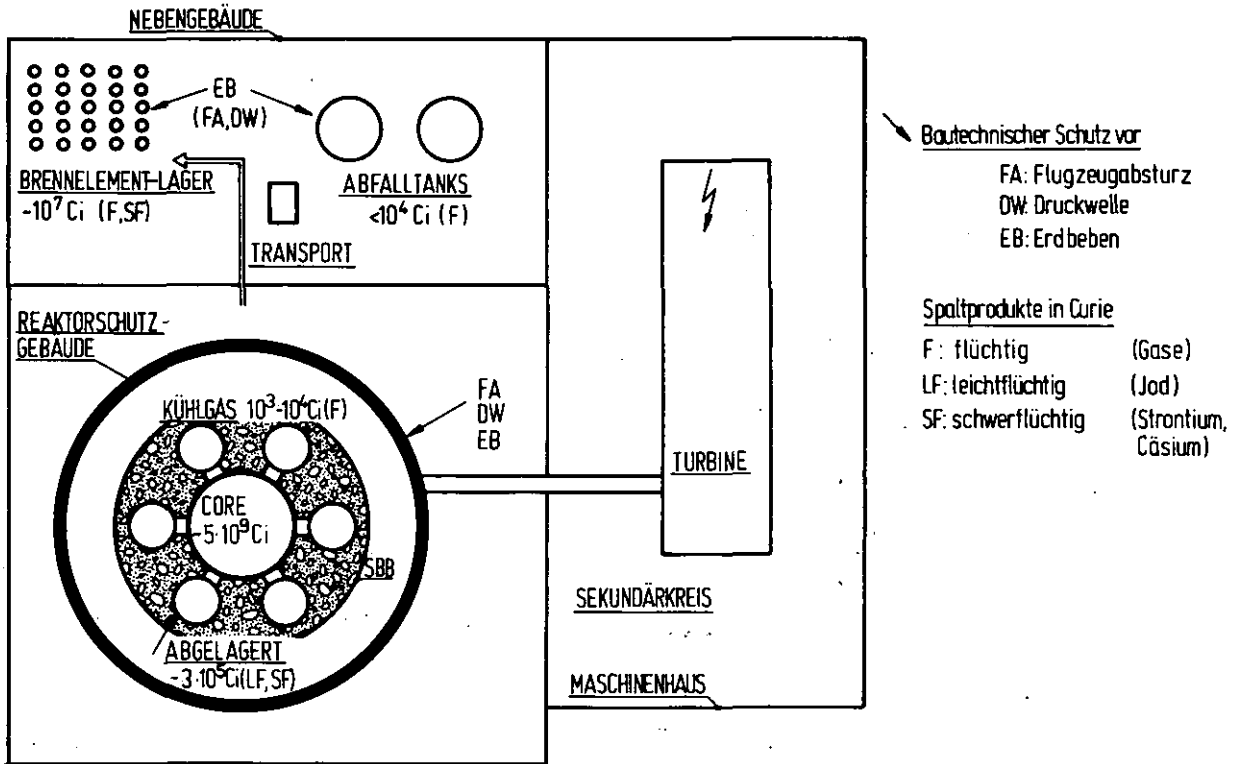 NEBENGEBÄUDE
EB
(FA,DW)
BRENNELEMENT-LAGER
~10⁷ Ci (F,SF)
ABFALLTANKS
<10⁴ Ci (F)
TRANSPORT
REAKTORSCHUTZ-
GEBÄUDE
KÜHLGAS 10³-10⁴Ci(F)
FA
DW
EB
CORE
~5·10⁹Ci
SBB
ABGELAGERT
~3·10⁵Ci(LF,SF)
TURBINE
SEKUNDÄRKREIS
MASCHINENHAUS
Bautechnischer Schutz vor
FA: Flugzeugabsturz
DW: Druckwelle
EB: Erdbeben
Spaltprodukte in Curie
F: flüchtig (Gase)
LF: leichtflüchtig (Jod)
SF: schwerflüchtig (Strontium,
Cäsium)